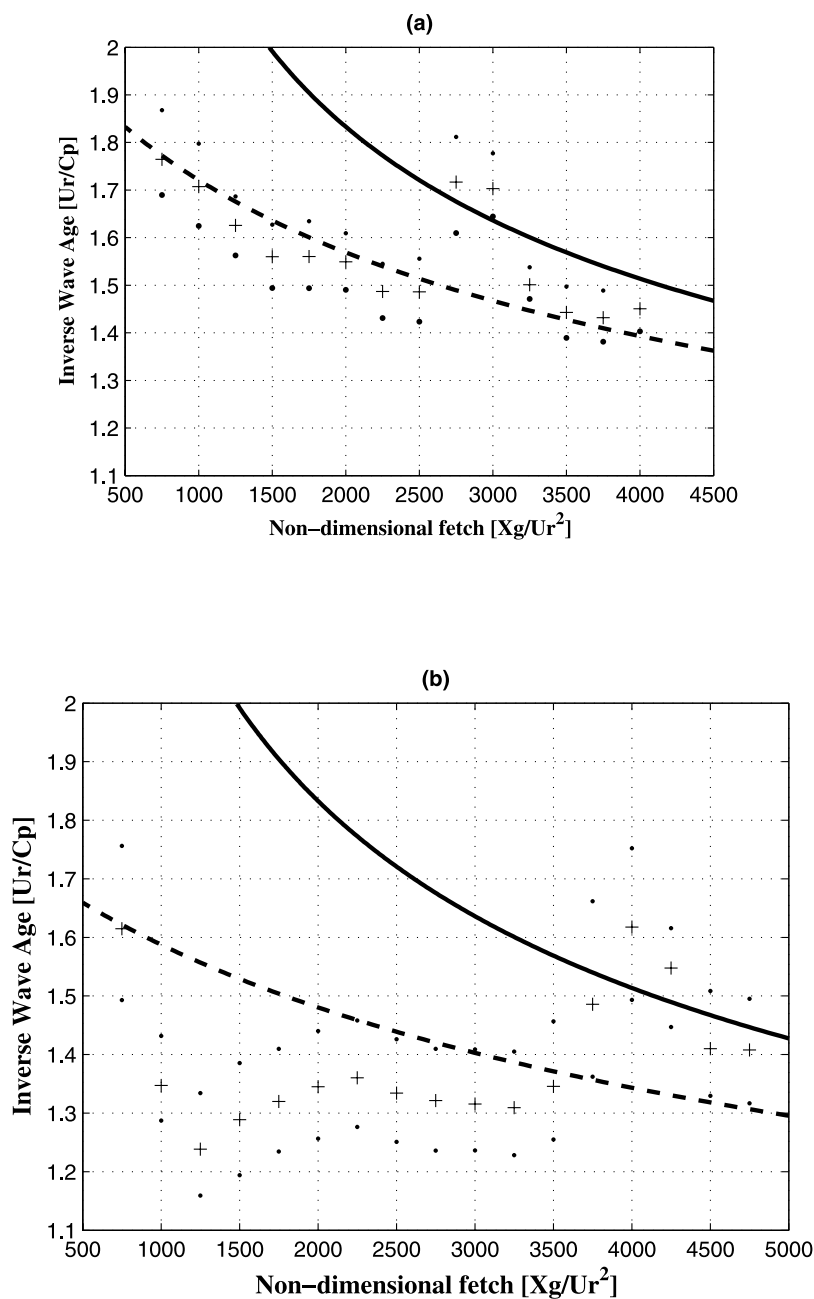 (a)
2
1.9
1.8
1.7
1.6
1.5
1.4
1.3
1.2
1.1
Inverse Wave Age [Ur/Cp]
500 1000 1500 2000 2500 3000 3500 4000 4500
Non−dimensional fetch [Xg/Ur²]
(b)
2
1.9
1.8
1.7
1.6
1.5
1.4
1.3
1.2
1.1
Inverse Wave Age [Ur/Cp]
500 1000 1500 2000 2500 3000 3500 4000 4500 5000
Non−dimensional fetch [Xg/Ur²]